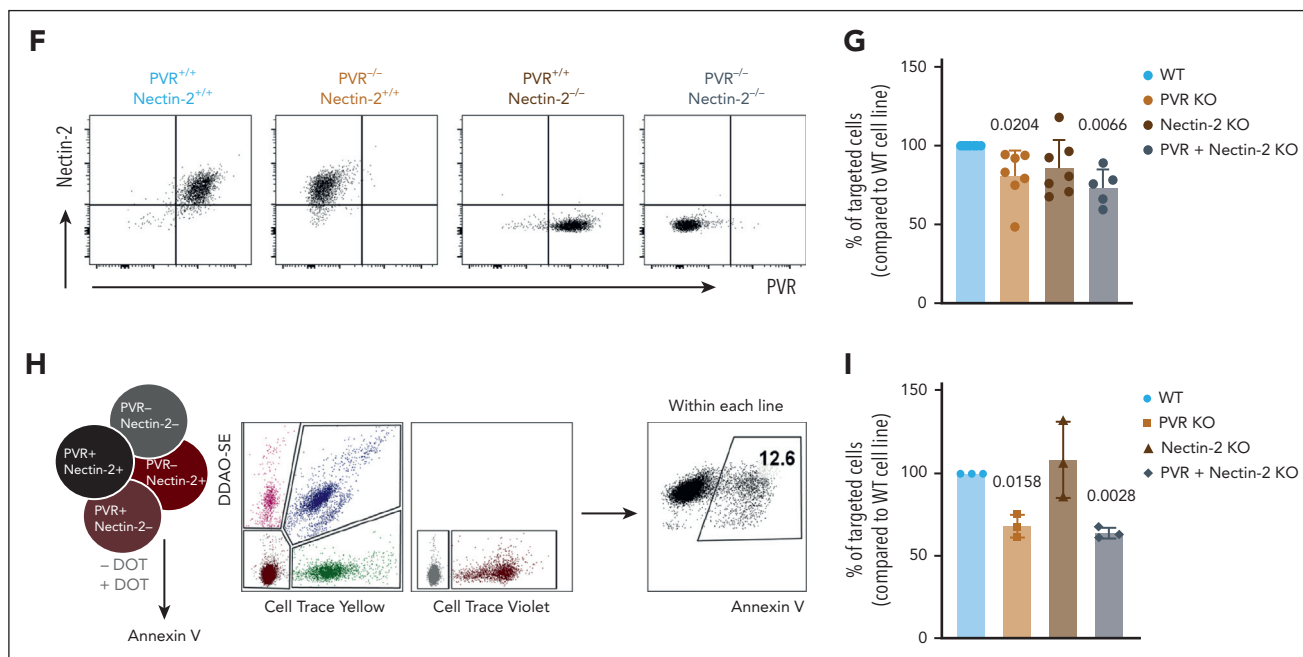 F
PVR+/+
Nectin-2+/+
PVR–/–
Nectin-2+/+
PVR+/+
Nectin-2–/–
PVR–/–
Nectin-2–/–
Nectin-2
PVR
G
% of targeted cells
(compared to WT cell line)
150
100
50
0
0.0204
0.0066
WT
PVR KO
Nectin-2 KO
PVR + Nectin-2 KO
H
PVR–
Nectin-2–
PVR+
Nectin-2+
PVR–
Nectin-2+
PVR+
Nectin-2–
– DOT
+ DOT
Annexin V
DDAO-SE
Cell Trace Yellow
Cell Trace Violet
Within each line
12.6
Annexin V
I
% of targeted cells
(compared to WT cell line)
150
100
50
0
0.0158
0.0028
WT
PVR KO
Nectin-2 KO
PVR + Nectin-2 KO